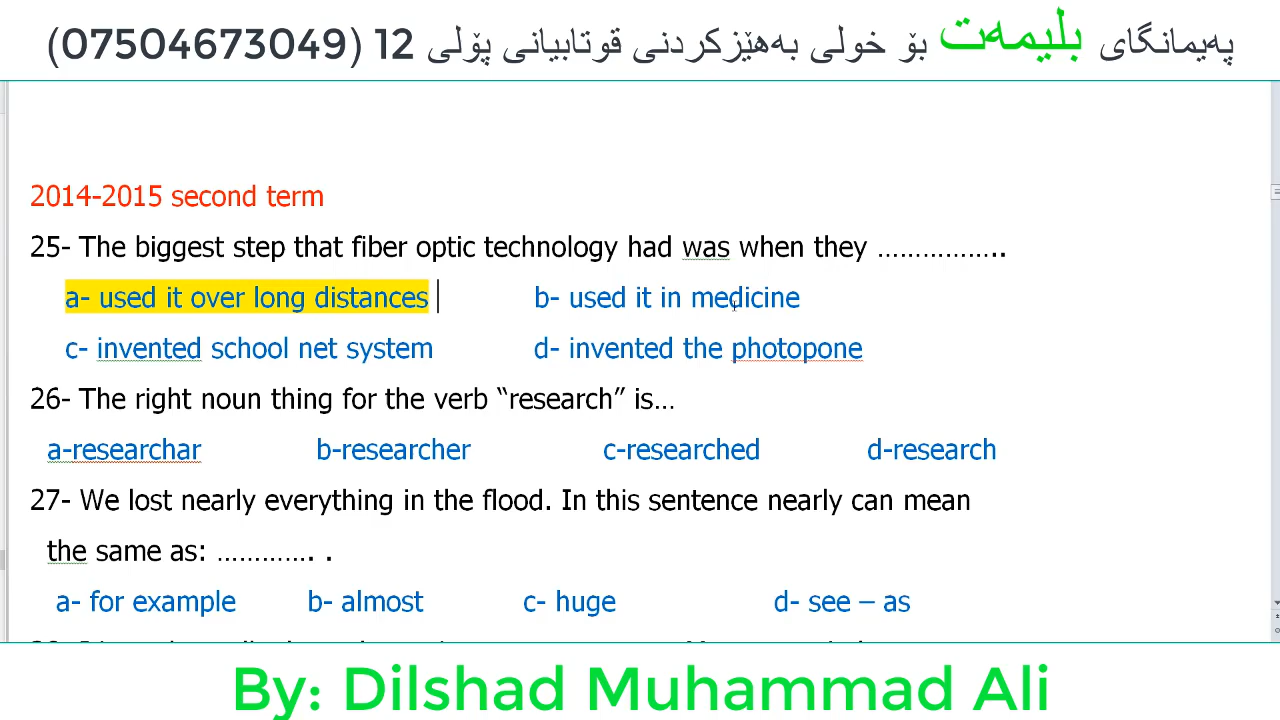 پەیمانگای بلیمەت بۆ خولی بەهێزکردنی قوتابیانی پۆلی 12 (07504673049)
2014-2015 second term
25- The biggest step that fiber optic technology had was when they ……………..
a- used it over long distances b- used it in medicine
c- invented school net system d- invented the photopone
26- The right noun thing for the verb “research” is…
a-researchar b-researcher c-researched d-research
27- We lost nearly everything in the flood. In this sentence nearly can mean
the same as: …………. .
a- for example b- almost c- huge d- see – as
By: Dilshad Muhammad Ali